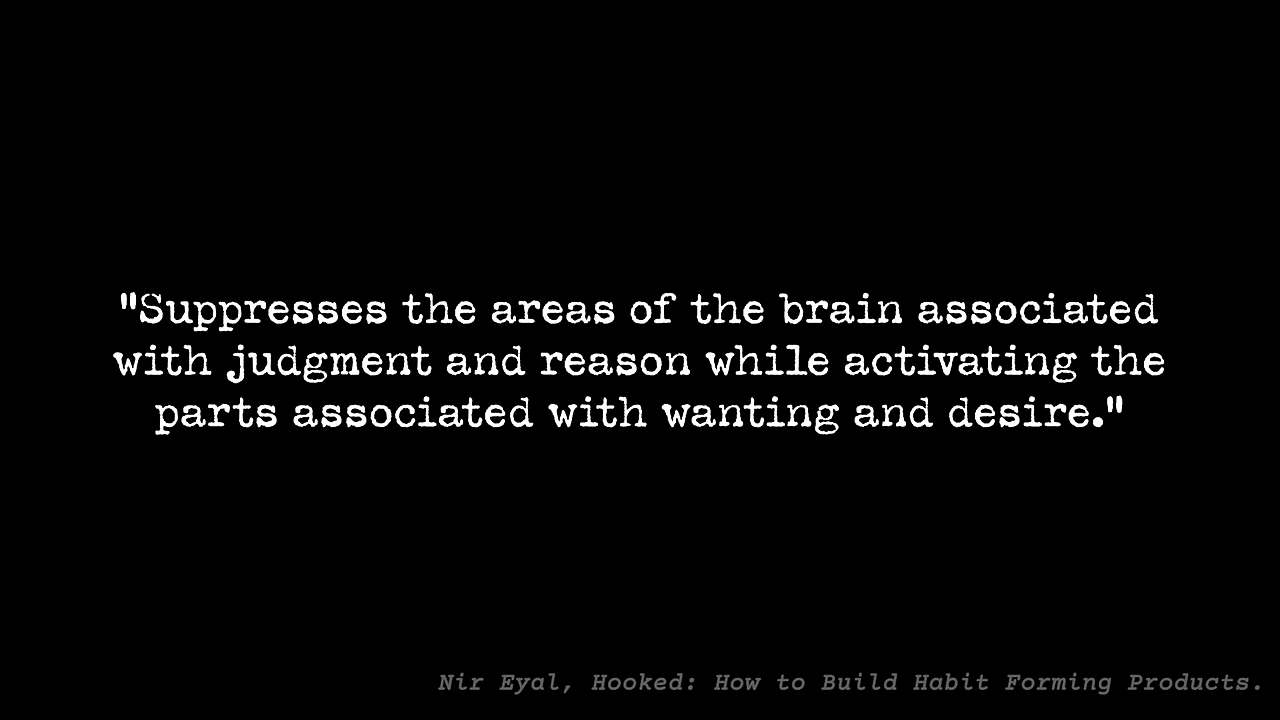 "Suppresses the areas of the brain associated
with judgment and reason while activating the
parts associated with wanting and desire."
Nir Eyal, Hooked: How to Build Habit Forming Products.